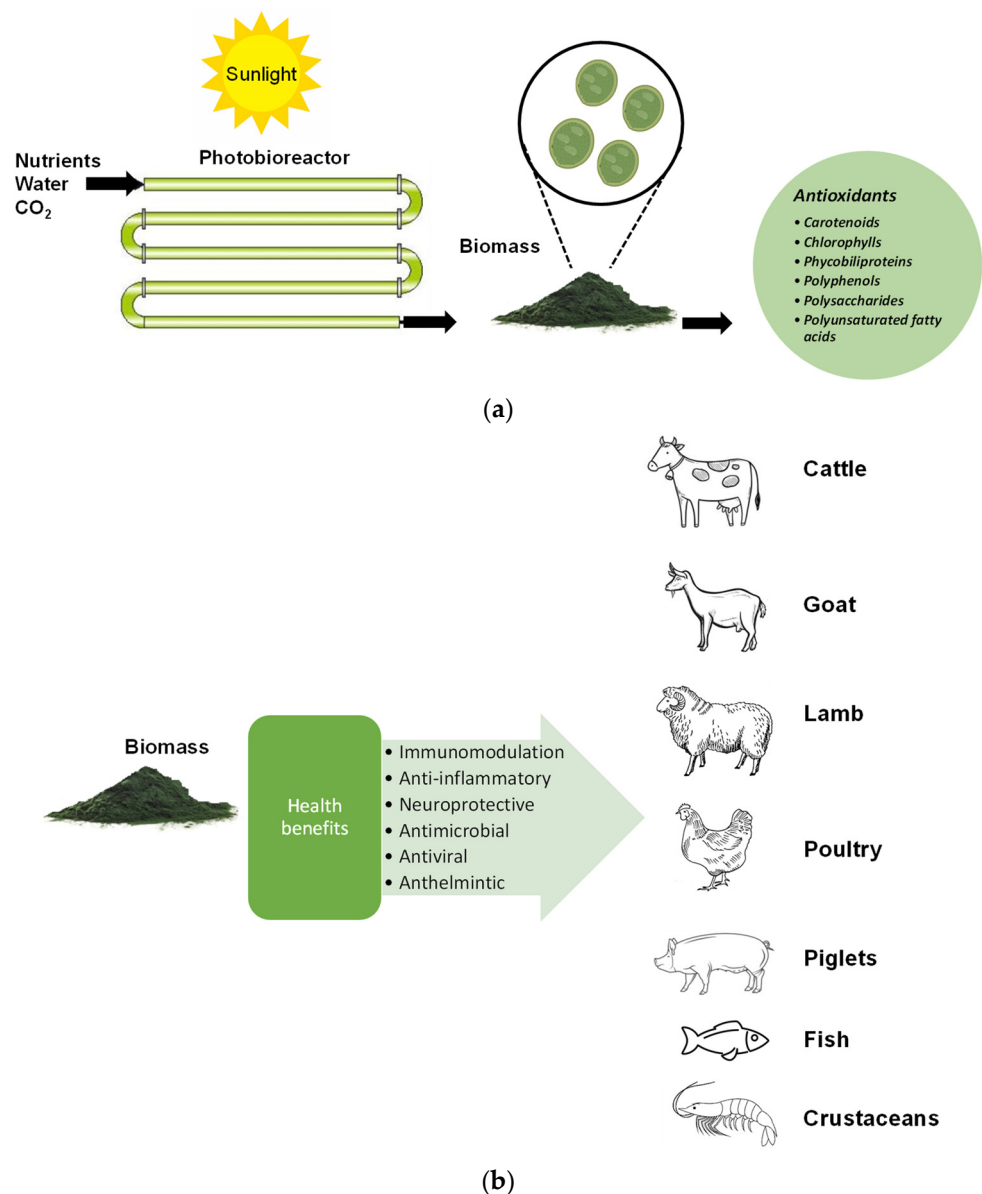 Sunlight
Photobioreactor
Nutrients
Water
CO₂
Biomass
Antioxidants
• Carotenoids
• Chlorophylls
• Phycobiliproteins
• Polyphenols
• Polysaccharides
• Polyunsaturated fatty
acids
(a)
Cattle
Goat
Lamb
Biomass
Health
benefits
• Immunomodulation
• Anti-inflammatory
• Neuroprotective
• Antimicrobial
• Antiviral
• Anthelmintic
Poultry
Piglets
Fish
Crustaceans
(b)